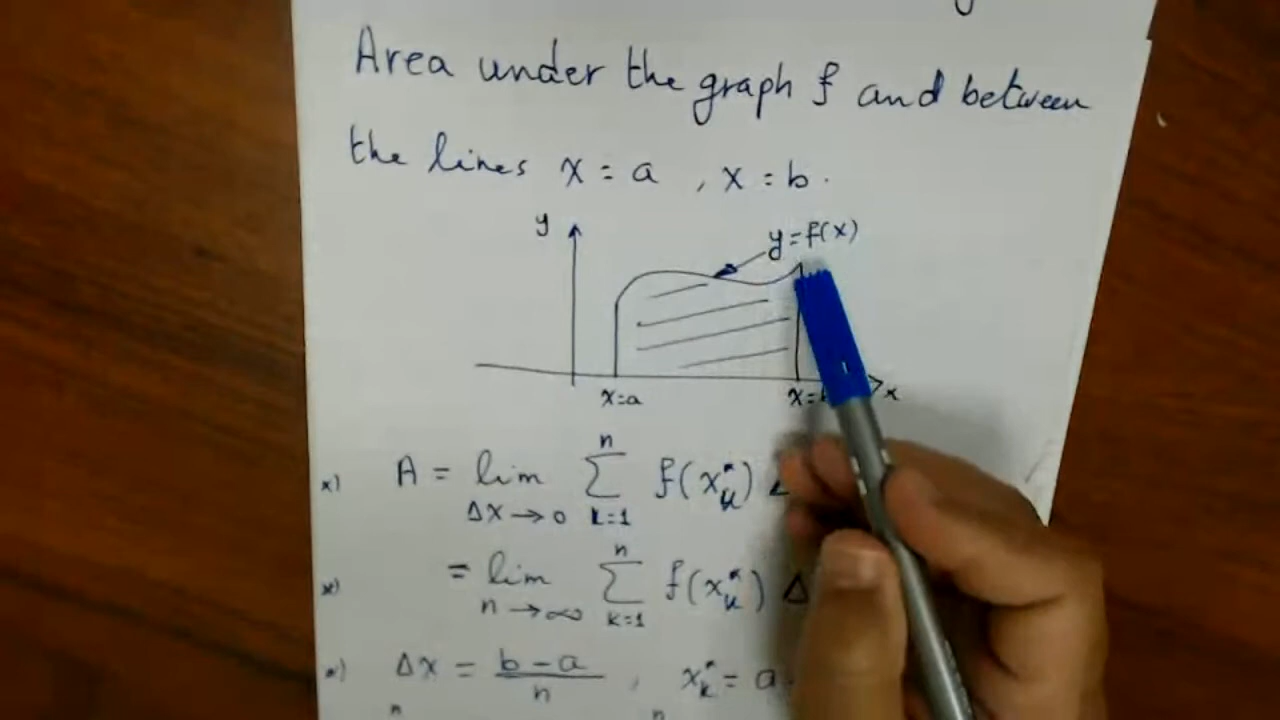 Area under the graph f and between
the lines x = a , x = b.
y
y=f(x)
x=a
x=
x
*) A = lim Δx→0 n Σ k=1 f(x*k)
*) = lim n→∞ n Σ k=1 f(x*k) Δ
*) Δx = b-a/n , x*k = a
n
n